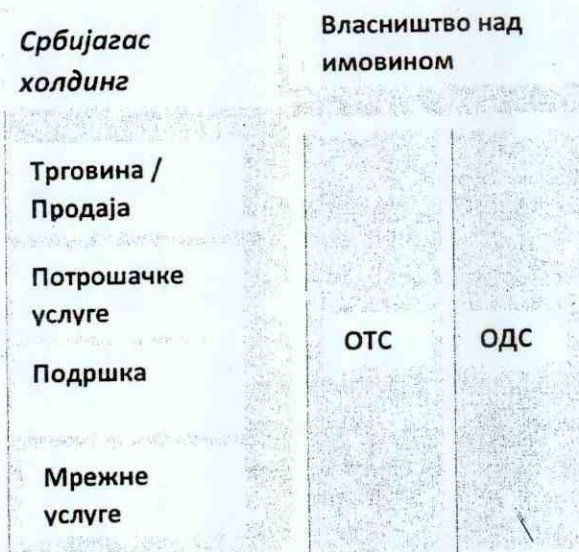 Србијагас
холдинг
Власништво над
имовином
Трговина /
Продаја
Потрошачке
услуге
Подршка
Мрежне
услуге
ОТС
ОДС